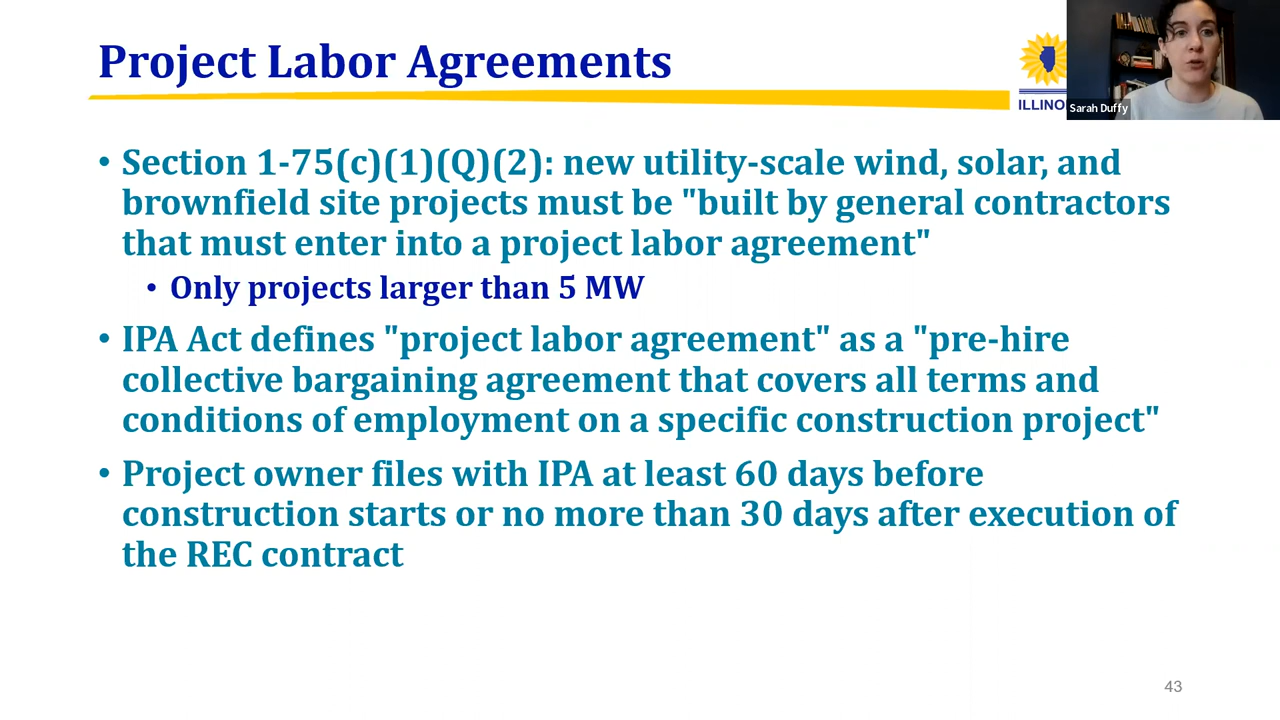 Project Labor Agreements
ILLINO
Sarah Duffy
• Section 1-75(c)(1)(Q)(2): new utility-scale wind, solar, and
brownfield site projects must be "built by general contractors
that must enter into a project labor agreement"
• Only projects larger than 5 MW
• IPA Act defines "project labor agreement" as a "pre-hire
collective bargaining agreement that covers all terms and
conditions of employment on a specific construction project"
• Project owner files with IPA at least 60 days before
construction starts or no more than 30 days after execution of
the REC contract
43